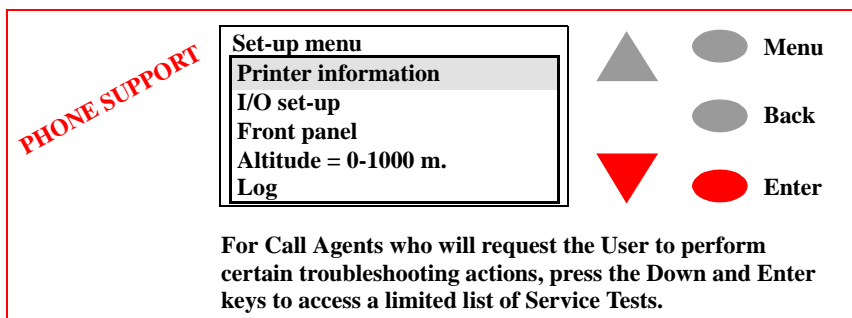 PHONE SUPPORT
Set-up menu
Printer information
I/O set-up
Front panel
Altitude = 0-1000 m.
Log
Menu
Back
Enter
For Call Agents who will request the User to perform
certain troubleshooting actions, press the Down and Enter
keys to access a limited list of Service Tests.